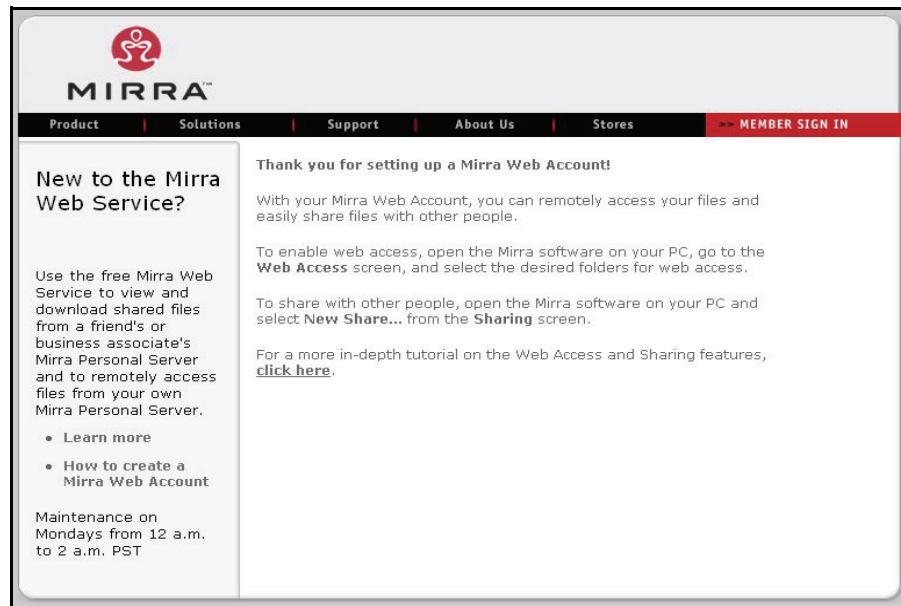 MIRRA™
Product | Solutions | Support | About Us | Stores >> MEMBER SIGN IN
New to the Mirra
Web Service?
Use the free Mirra Web
Service to view and
download shared files
from a friend's or
business associate's
Mirra Personal Server
and to remotely access
files from your own
Mirra Personal Server.
• Learn more
• How to create a
Mirra Web Account
Maintenance on
Mondays from 12 a.m.
to 2 a.m. PST
Thank you for setting up a Mirra Web Account!
With your Mirra Web Account, you can remotely access your files and
easily share files with other people.
To enable web access, open the Mirra software on your PC, go to the
Web Access screen, and select the desired folders for web access.
To share with other people, open the Mirra software on your PC and
select New Share... from the Sharing screen.
For a more in-depth tutorial on the Web Access and Sharing features,
click here.